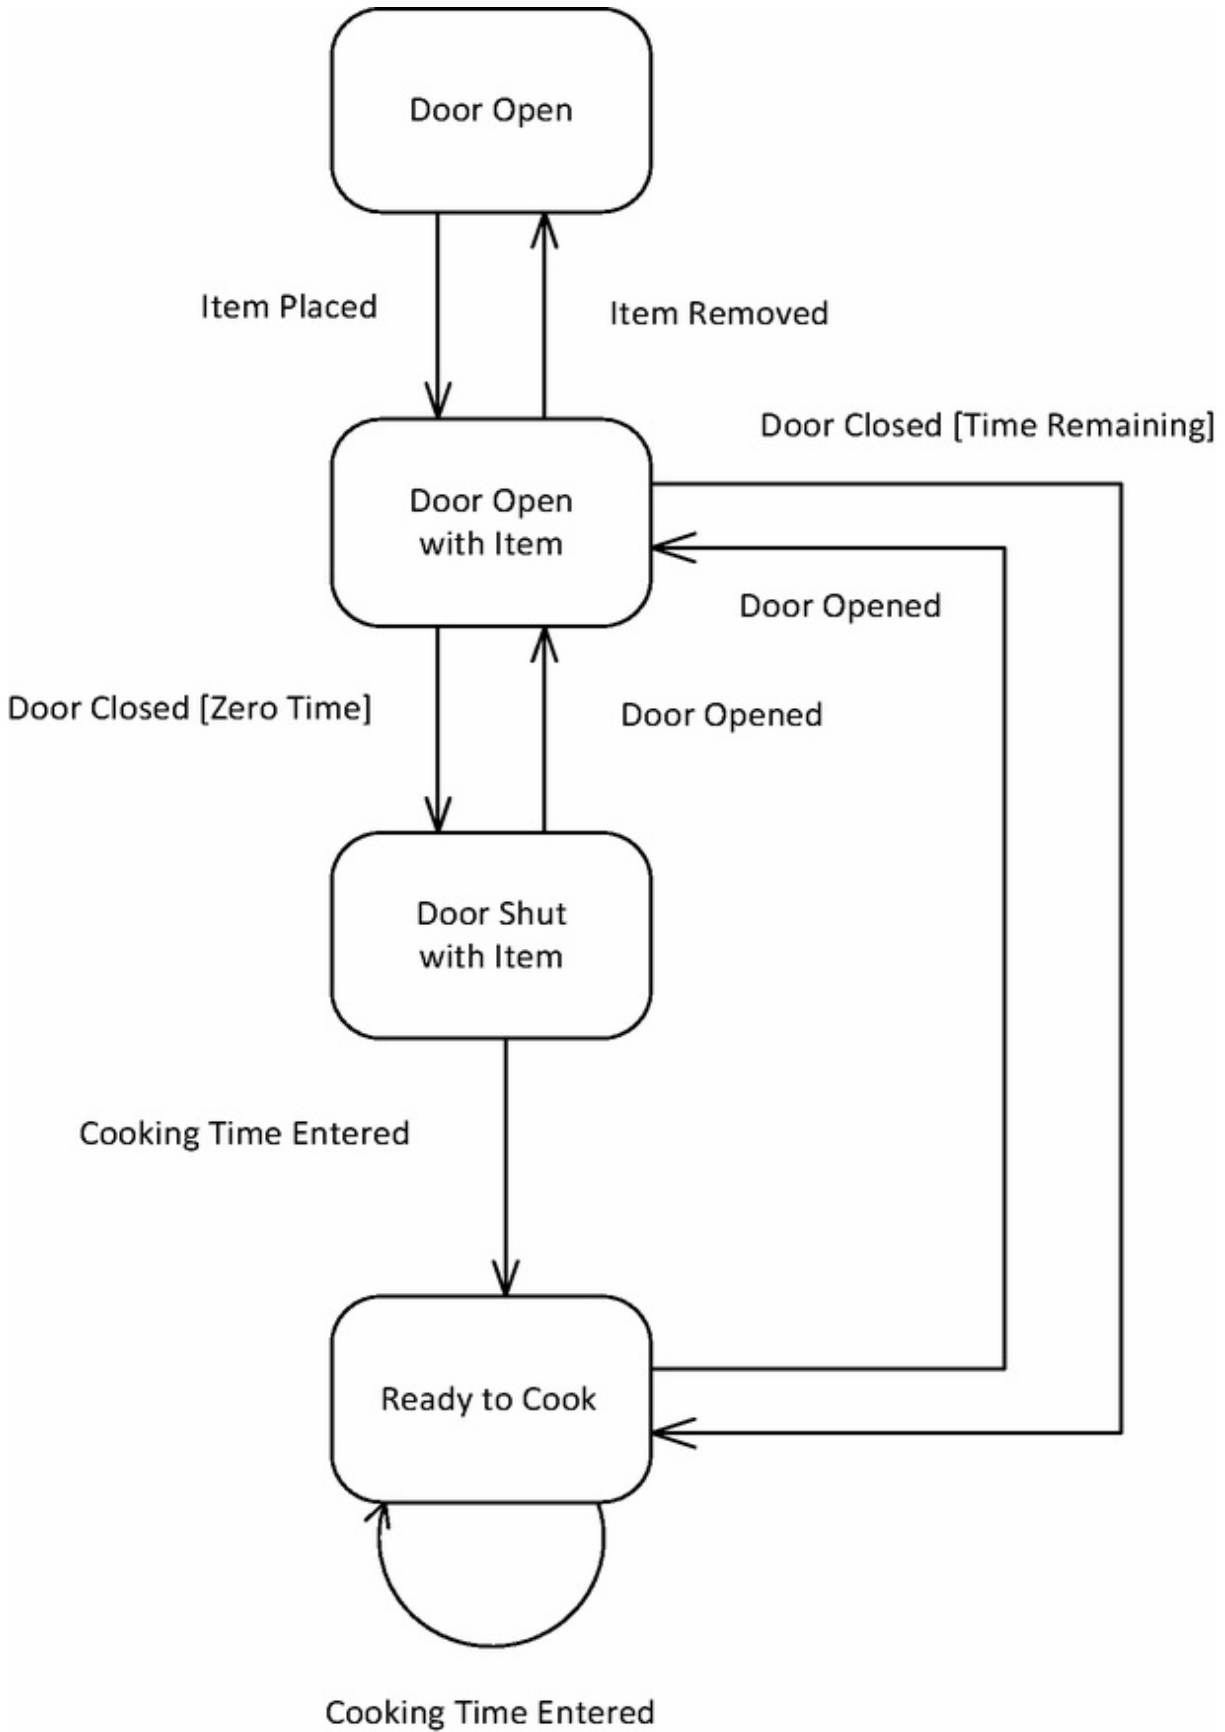 Door Open
Item Placed
Item Removed
Door Closed [Time Remaining]
Door Open
with Item
Door Opened
Door Closed [Zero Time]
Door Opened
Door Shut
with Item
Cooking Time Entered
Ready to Cook
Cooking Time Entered